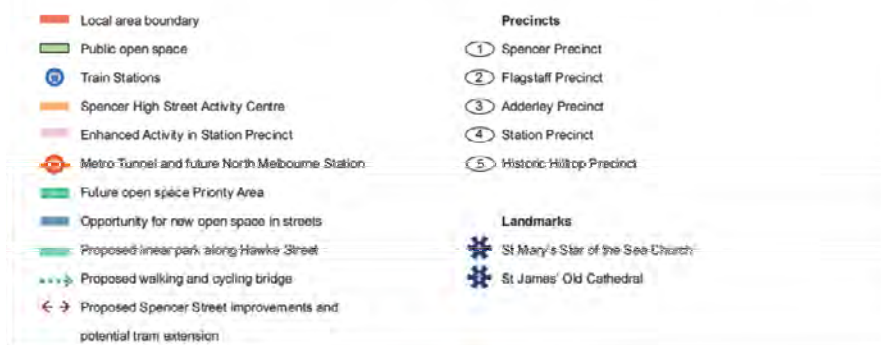 Local area boundary
Public open space
Train Stations
Spencer High Street Activity Centre
Enhanced Activity in Station Precinct
Metro Tunnel and future North Melbourne Station
Future open space Priority Area
Opportunity for new open space in streets
Proposed linear park along Hawke Street
Proposed walking and cycling bridge
Proposed Spencer Street improvements and
potential tram extension
Precincts
1 Spencer Precinct
2 Flagstaff Precinct
3 Adderley Precinct
4 Station Precinct
5 Historic Hilltop Precinct
Landmarks
St Mary's Star of the Sea Church
St James' Old Cathedral